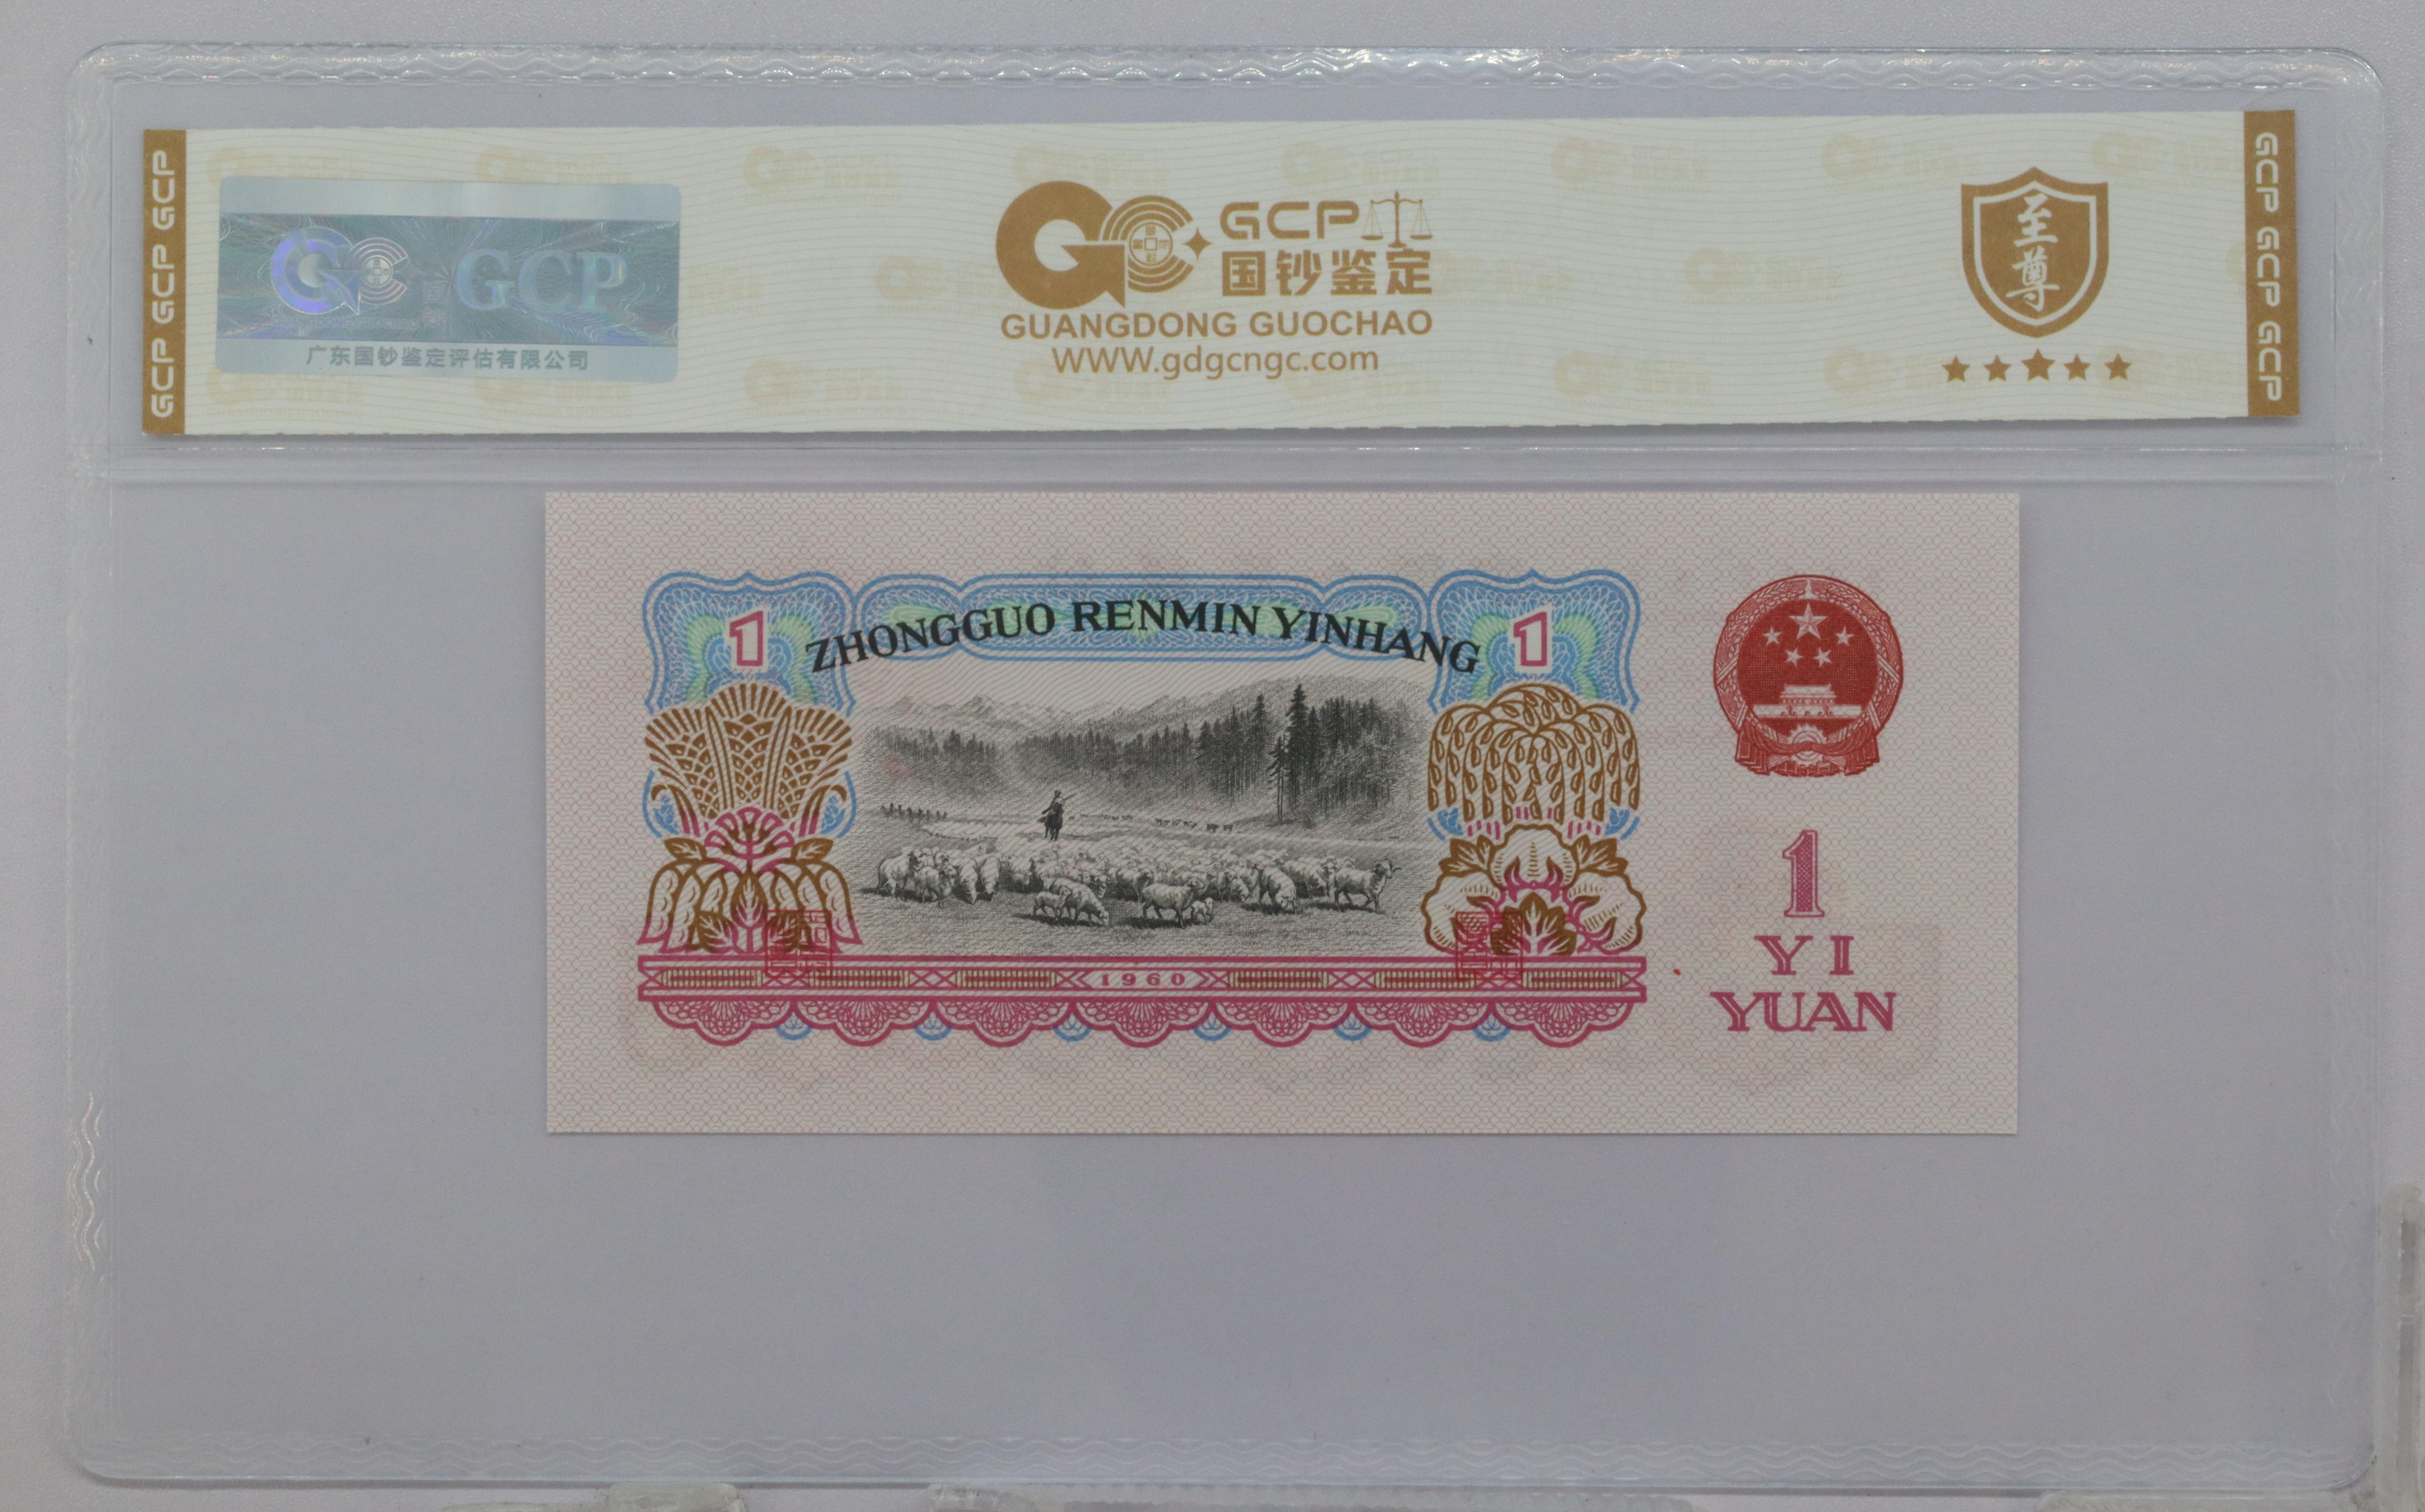 GCP GCP GCP
GCP
广东国钞鉴定评估有限公司
GCP
国钞鉴定
GUANGDONG GUOCHAO
WWW.gdgcngc.com
至尊
GCP GCP GCP
1
ZHONGGUO RENMIN YINHANG
1
1960
1
YI
YUAN